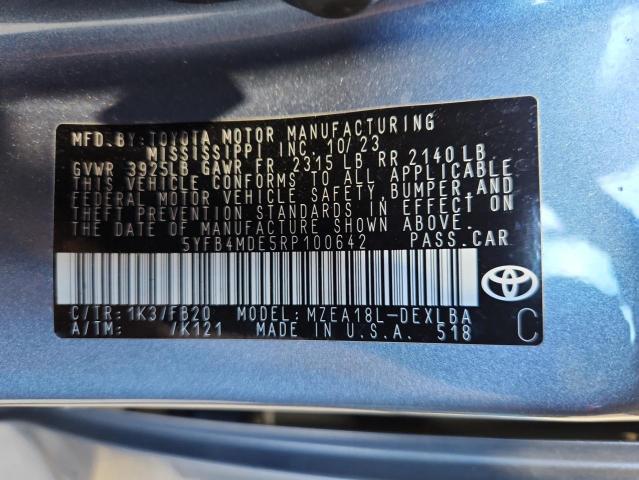 MFD. BY: TOYOTA MOTOR MANUFACTURING
MISSISSIPPI INC. 10/23
GVWR 3925LB GAWR FR 2315 LB RR 2140 LB
THIS VEHICLE CONFORMS TO ALL APPLICABLE
FEDERAL MOTOR VEHICLE SAFETY, BUMPER, AND
THEFT PREVENTION STANDARDS IN EFFECT ON
THE DATE OF MANUFACTURE SHOWN ABOVE.
5YFB4MDE5RP100642 PASS.CAR
C/TR: 1K3/FB20 MODEL: MZEA18L-DEXLBA
A/TM: /K121 MADE IN U.S.A. 518
C